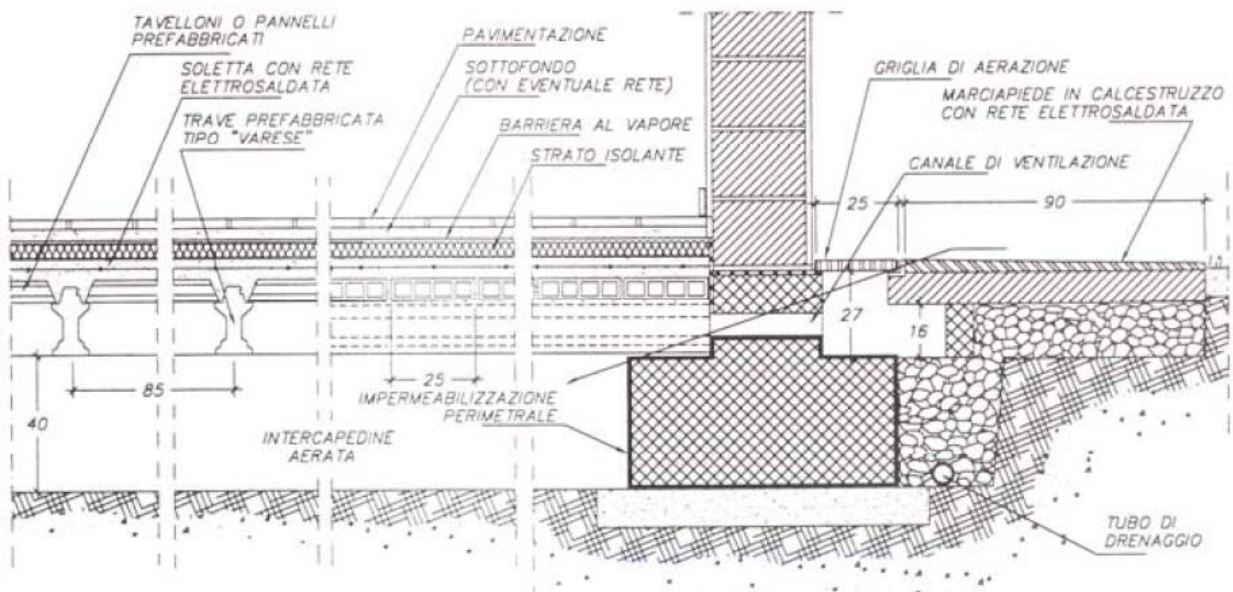 TAVELLONI O PANNELLI
PREFABBRICATI
SOLETTA CON RETE
ELETTROSALDATA
TRAVE PREFABBRICATA
TIPO "VARESE"
PAVIMENTAZIONE
SOTTOFONDO
(CON EVENTUALE RETE)
BARRIERA AL VAPORE
STRATO ISOLANTE
GRIGLIA DI AERAZIONE
MARCIAPIEDE IN CALCESTRUZZO
CON RETE ELETTROSALDATA
CANALE DI VENTILAZIONE
25
90
27
16
25
85
40
IMPERMEABILIZZAZIONE
PERIMETRALE
INTERCAPEDINE
AERATA
TUBO DI
DRENAGGIO